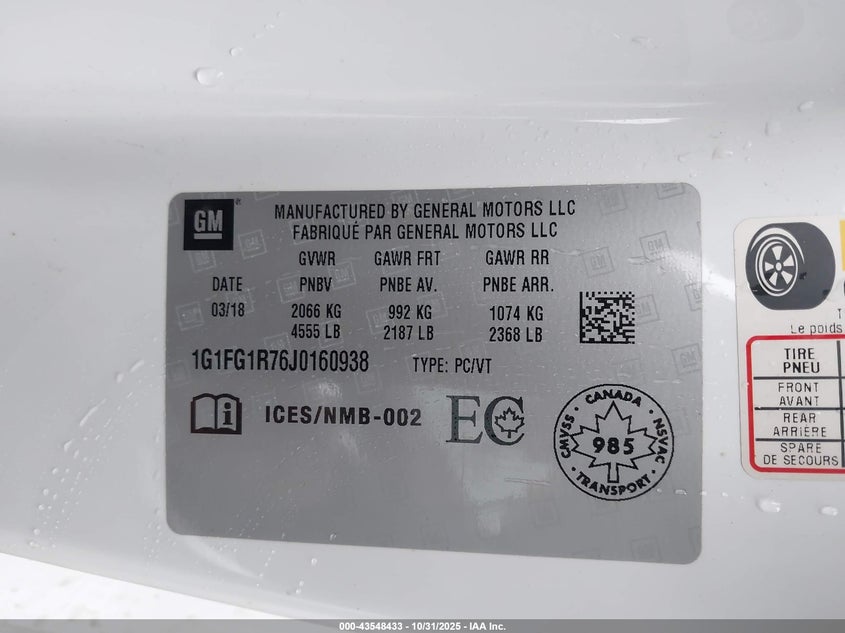 GM
MANUFACTURED BY GENERAL MOTORS LLC
FABRIQUÉ PAR GENERAL MOTORS LLC
GVWR GAWR FRT GAWR RR
DATE PNBV PNBE AV. PNBE ARR.
03/18 2066 KG 992 KG 1074 KG
4555 LB 2187 LB 2368 LB
1G1FG1R76J0160938 TYPE: PC/VT
ICES/NMB-002 EC
CANADA
CMVSS 985 NSVAC
TRANSPORT
Le poids
TIRE
PNEU
FRONT
AVANT
REAR
ARRIÈRE
SPARE
DE SECOURS
000-43548433 - 10/31/2025 - IAA Inc.